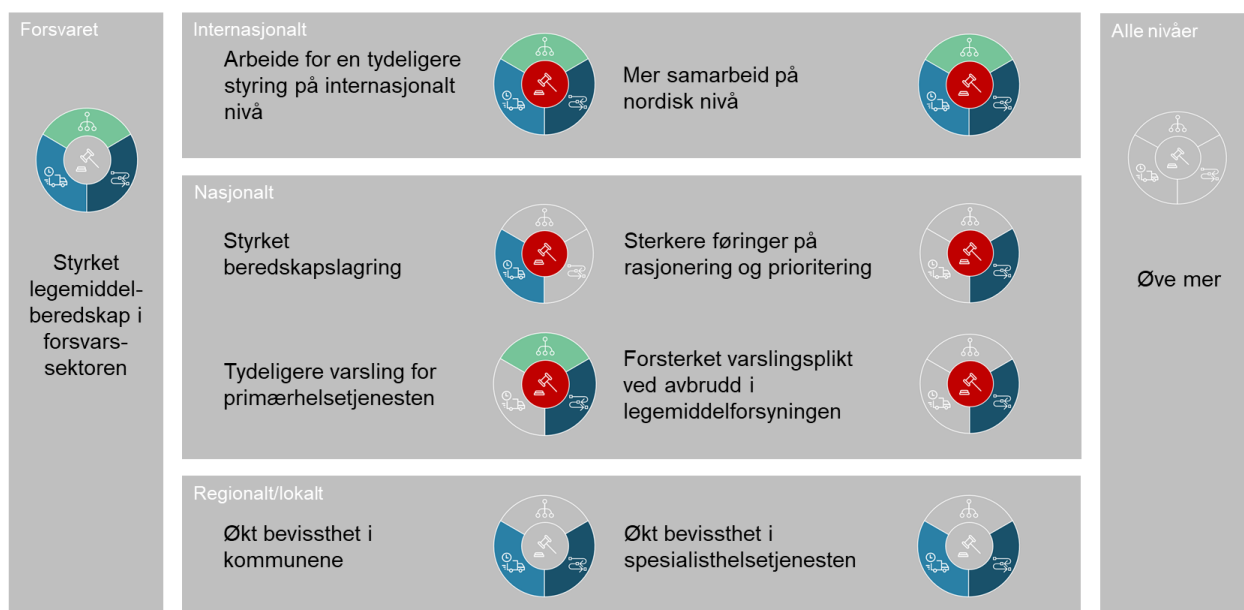 Forsvaret
Styrket
legemiddel-
beredskap i
forsvars-
sektoren
Internasjonalt
Arbeide for en tydeligere
styring på internasjonalt
nivå
Mer samarbeid på
nordisk nivå
Nasjonalt
Styrket
beredskapslagring
Sterkere føringer på
rasjonering og prioritering
Tydeligere varsling for
primærhelsetjenesten
Forsterket varslingsplikt
ved avbrudd i
legemiddelforsyningen
Regionalt/lokalt
Økt bevissthet i
kommunene
Økt bevissthet i
spesialisthelsetjenesten
Alle nivåer
Øve mer